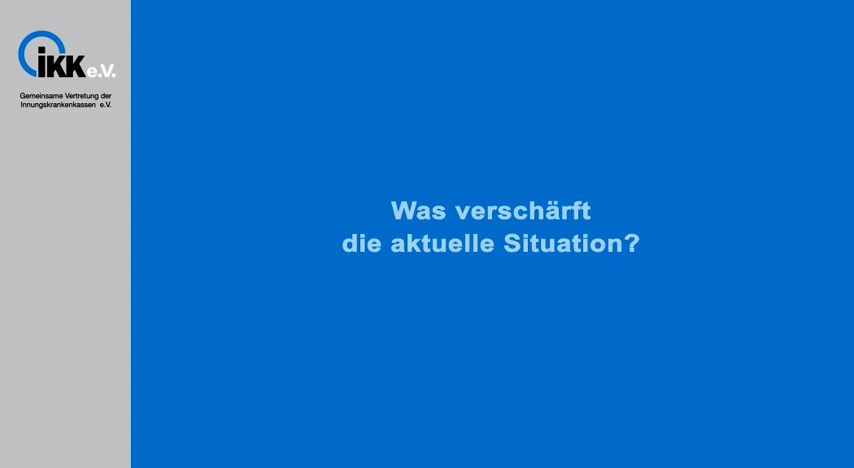 iKK e.V.
Gemeinsame Vertretung der
Innungskrankenkassen e.V.
Was verschärft
die aktuelle Situation?